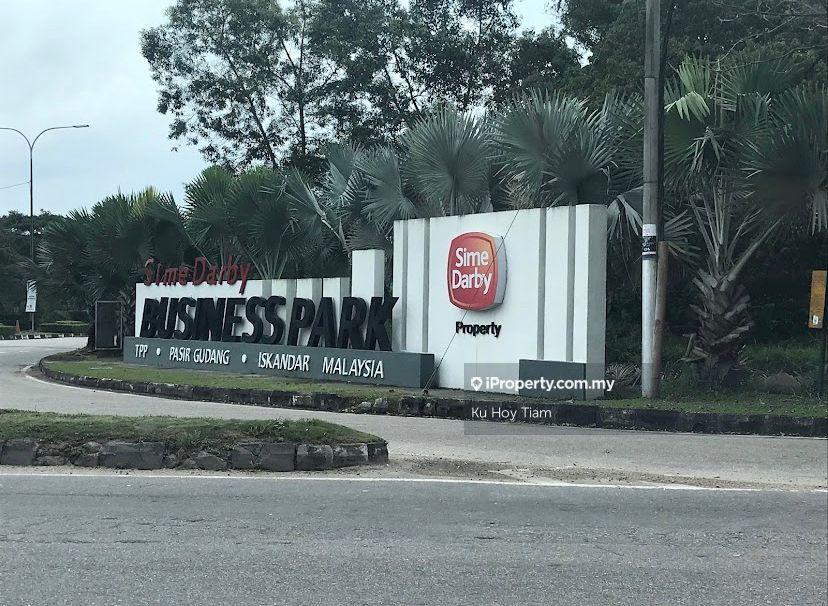 Sime Darby
BUSINESS PARK
TPP • PASIR GUDANG • ISKANDAR MALAYSIA
Sime
Darby
Property
iProperty.com.my
Ku Hoy Tiam